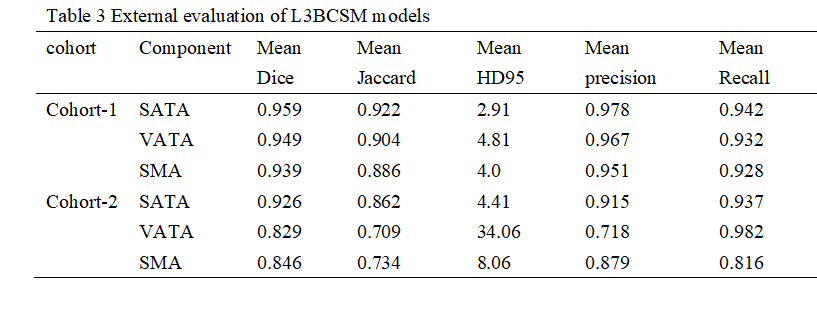 Table 3 External evaluation of L3BCSM models
cohort Component Mean Mean Mean Mean Mean
Dice Jaccard HD95 precision Recall
Cohort-1 SATA 0.959 0.922 2.91 0.978 0.942
VATA 0.949 0.904 4.81 0.967 0.932
SMA 0.939 0.886 4.0 0.951 0.928
Cohort-2 SATA 0.926 0.862 4.41 0.915 0.937
VATA 0.829 0.709 34.06 0.718 0.982
SMA 0.846 0.734 8.06 0.879 0.816